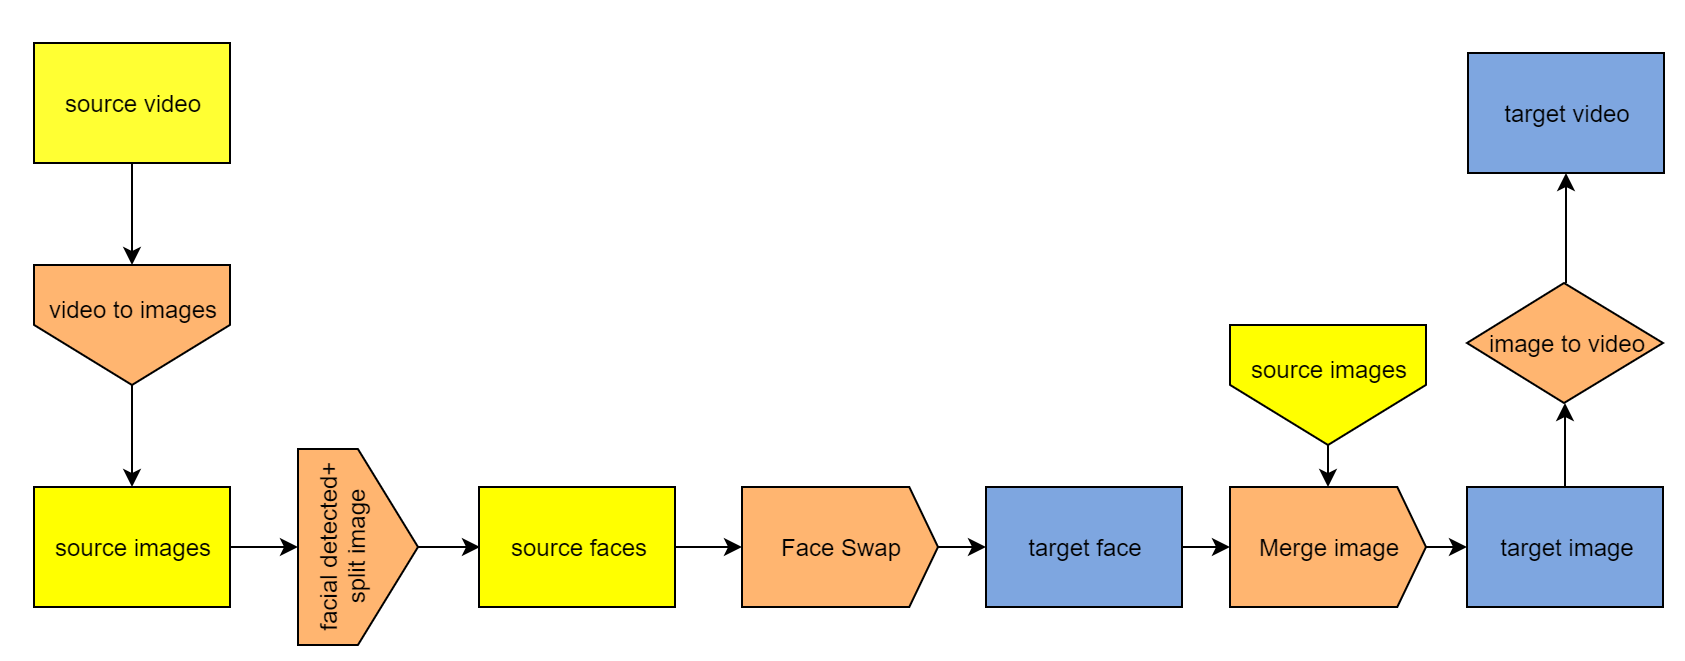 source video
video to images
source images
facial detected+
split image
source faces
Face Swap
target face
source images
Merge image
target image
image to video
target video